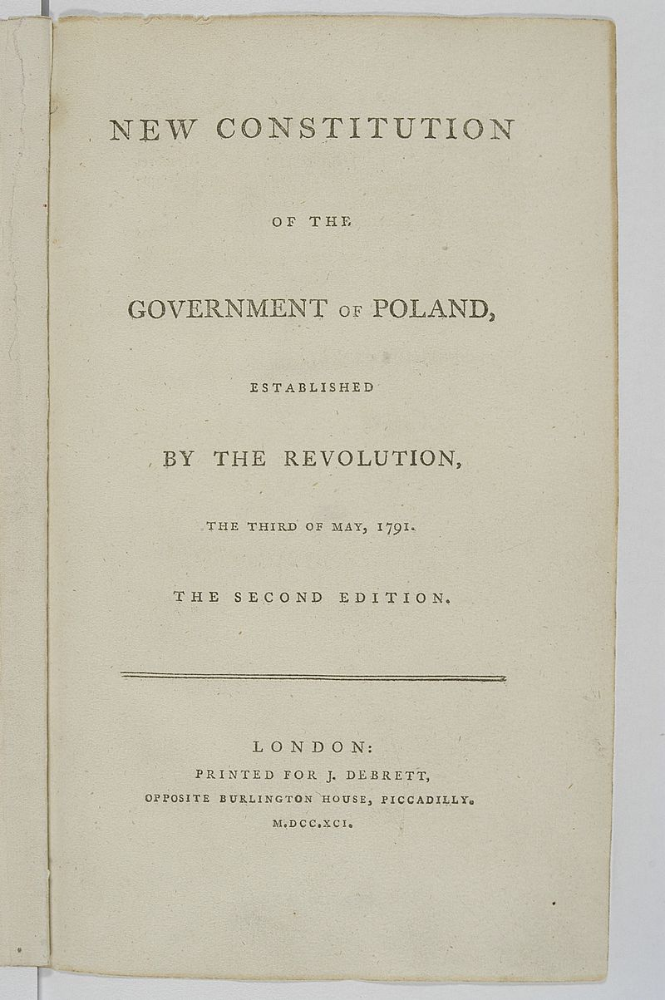 NEW CONSTITUTION
OF THE
GOVERNMENT OF POLAND,
ESTABLISHED
BY THE REVOLUTION,
THE THIRD OF MAY, 1791.
THE SECOND EDITION.
LONDON:
PRINTED FOR J. DEBRETT,
OPPOSITE BURLINGTON HOUSE, PICCADILLY.
M.DCC.XCI.